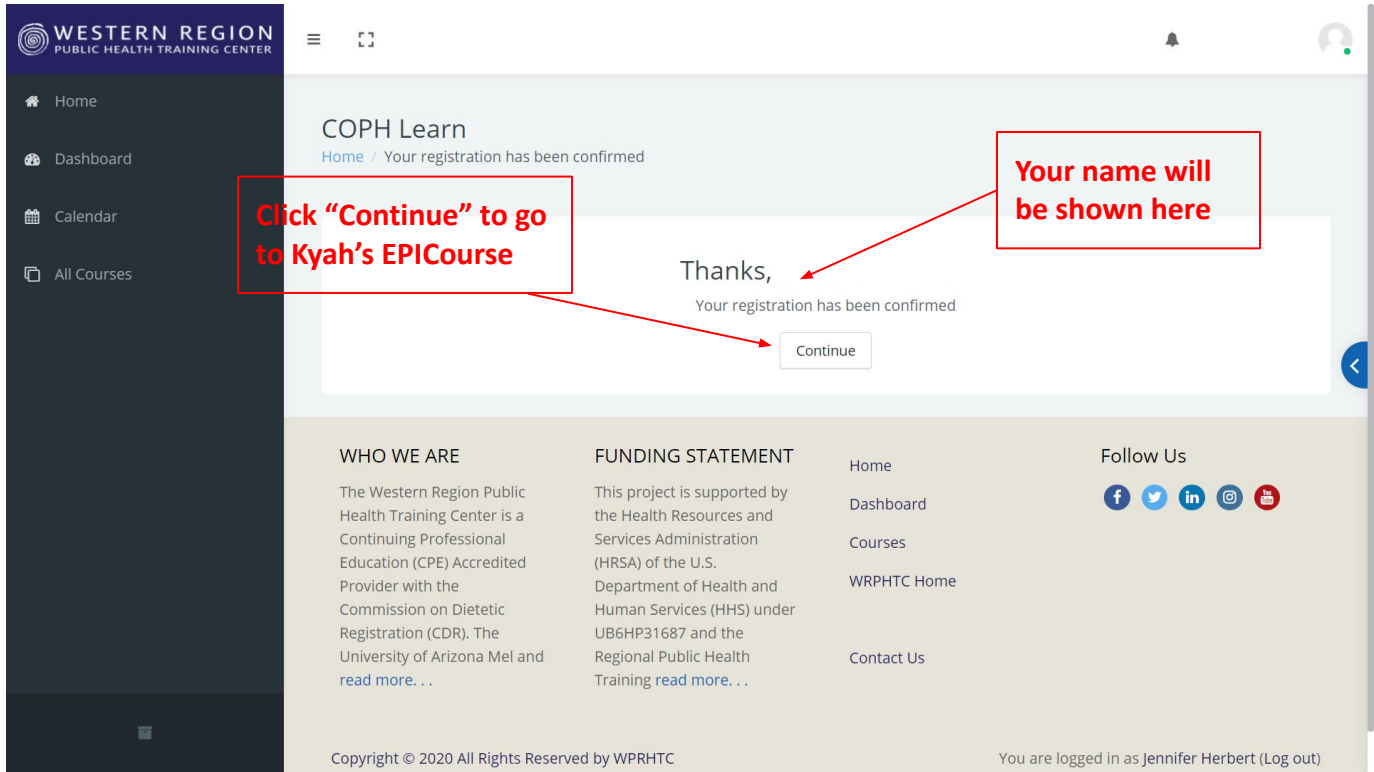 WESTERN REGION
PUBLIC HEALTH TRAINING CENTER
Home
Dashboard
Calendar
All Courses
COPH Learn
Home / Your registration has been confirmed
Click “Continue” to go
to Kyah’s EPICourse
Your name will
be shown here
Thanks,
Your registration has been confirmed
Continue
WHO WE ARE
The Western Region Public
Health Training Center is a
Continuing Professional
Education (CPE) Accredited
Provider with the
Commission on Dietetic
Registration (CDR). The
University of Arizona Mel and
read more. . .
FUNDING STATEMENT
This project is supported by
the Health Resources and
Services Administration
(HRSA) of the U.S.
Department of Health and
Human Services (HHS) under
UB6HP31687 and the
Regional Public Health
Training read more. . .
Home
Dashboard
Courses
WRPHTC Home
Contact Us
Follow Us
You Tube
Copyright © 2020 All Rights Reserved by WPRHTC
You are logged in as Jennifer Herbert (Log out)